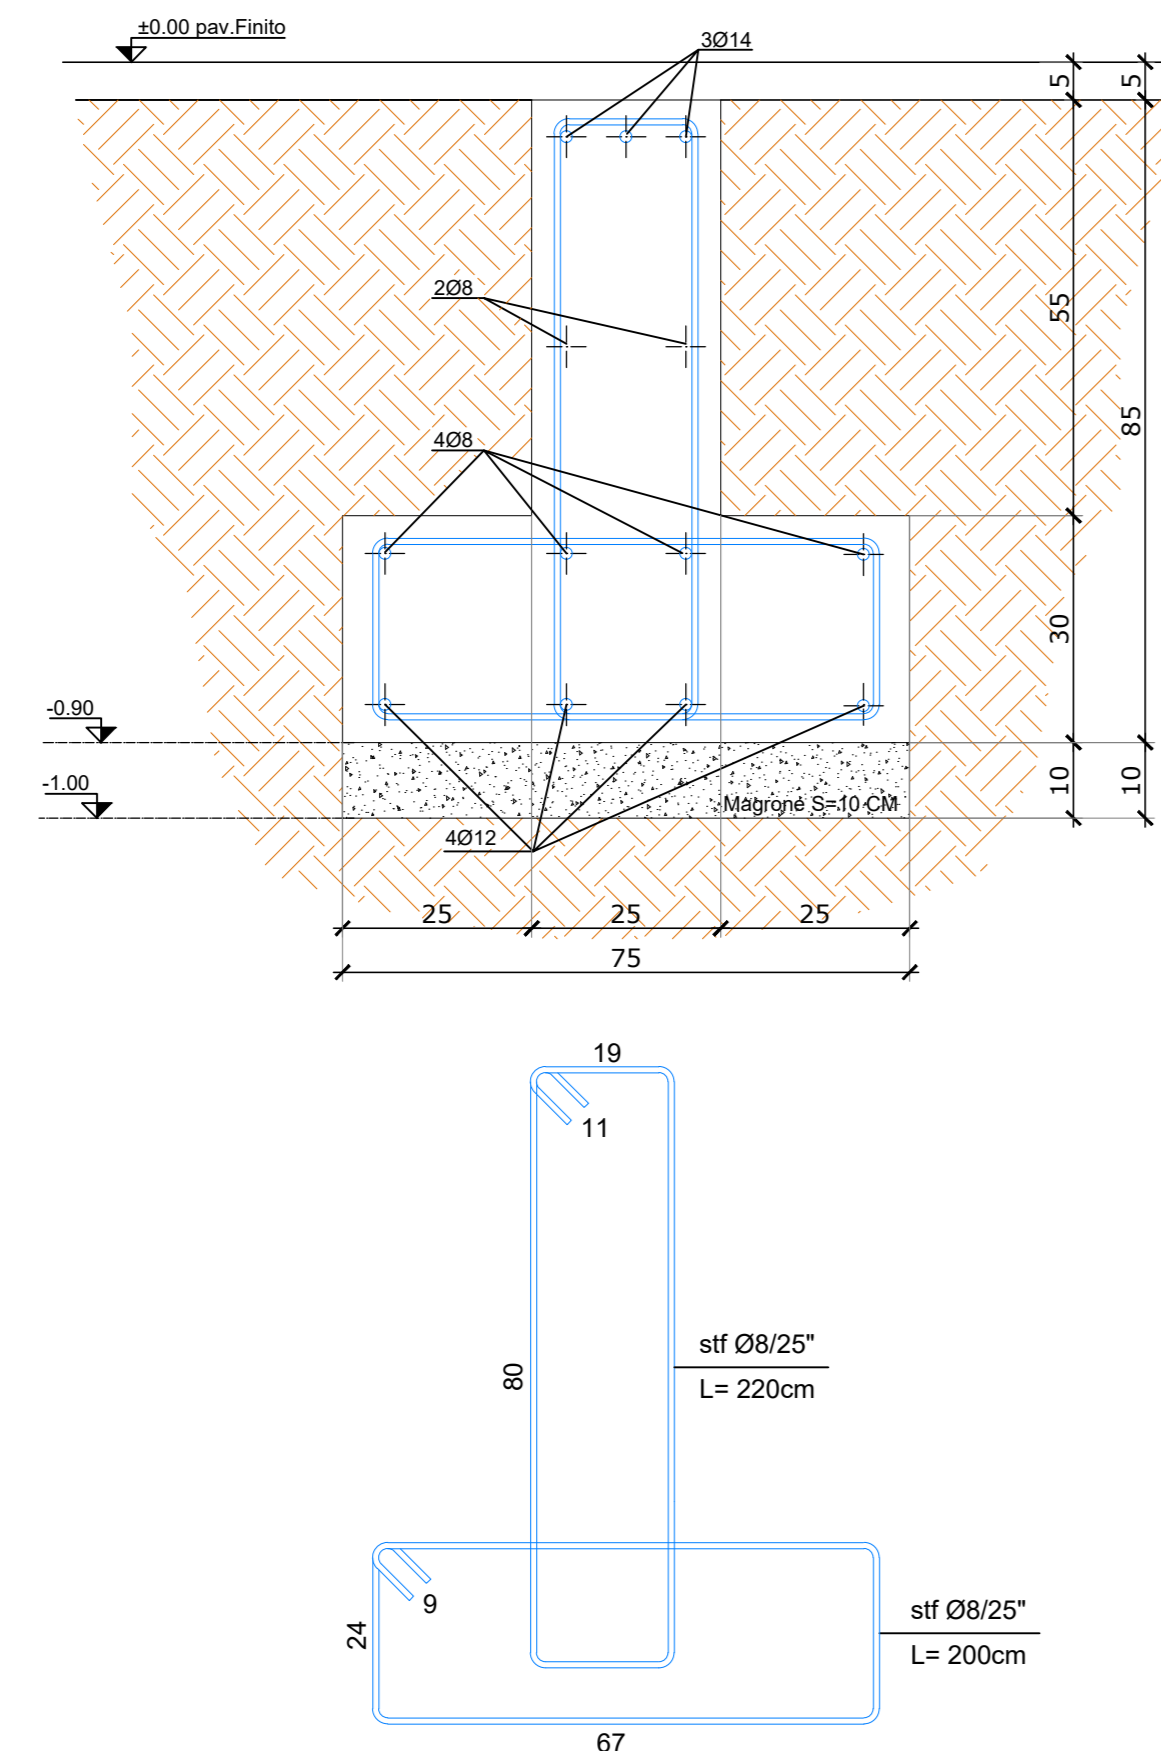 ±0.00 pav.Finito
3Ø14
5
5
2Ø8
55
4Ø8
85
30
-0.90
-1.00
10
10
Magrone S=10 CM
4Ø12
25
25
25
75
19
11
80
stf Ø8/25"
L= 220cm
9
24
stf Ø8/25"
L= 200cm
67